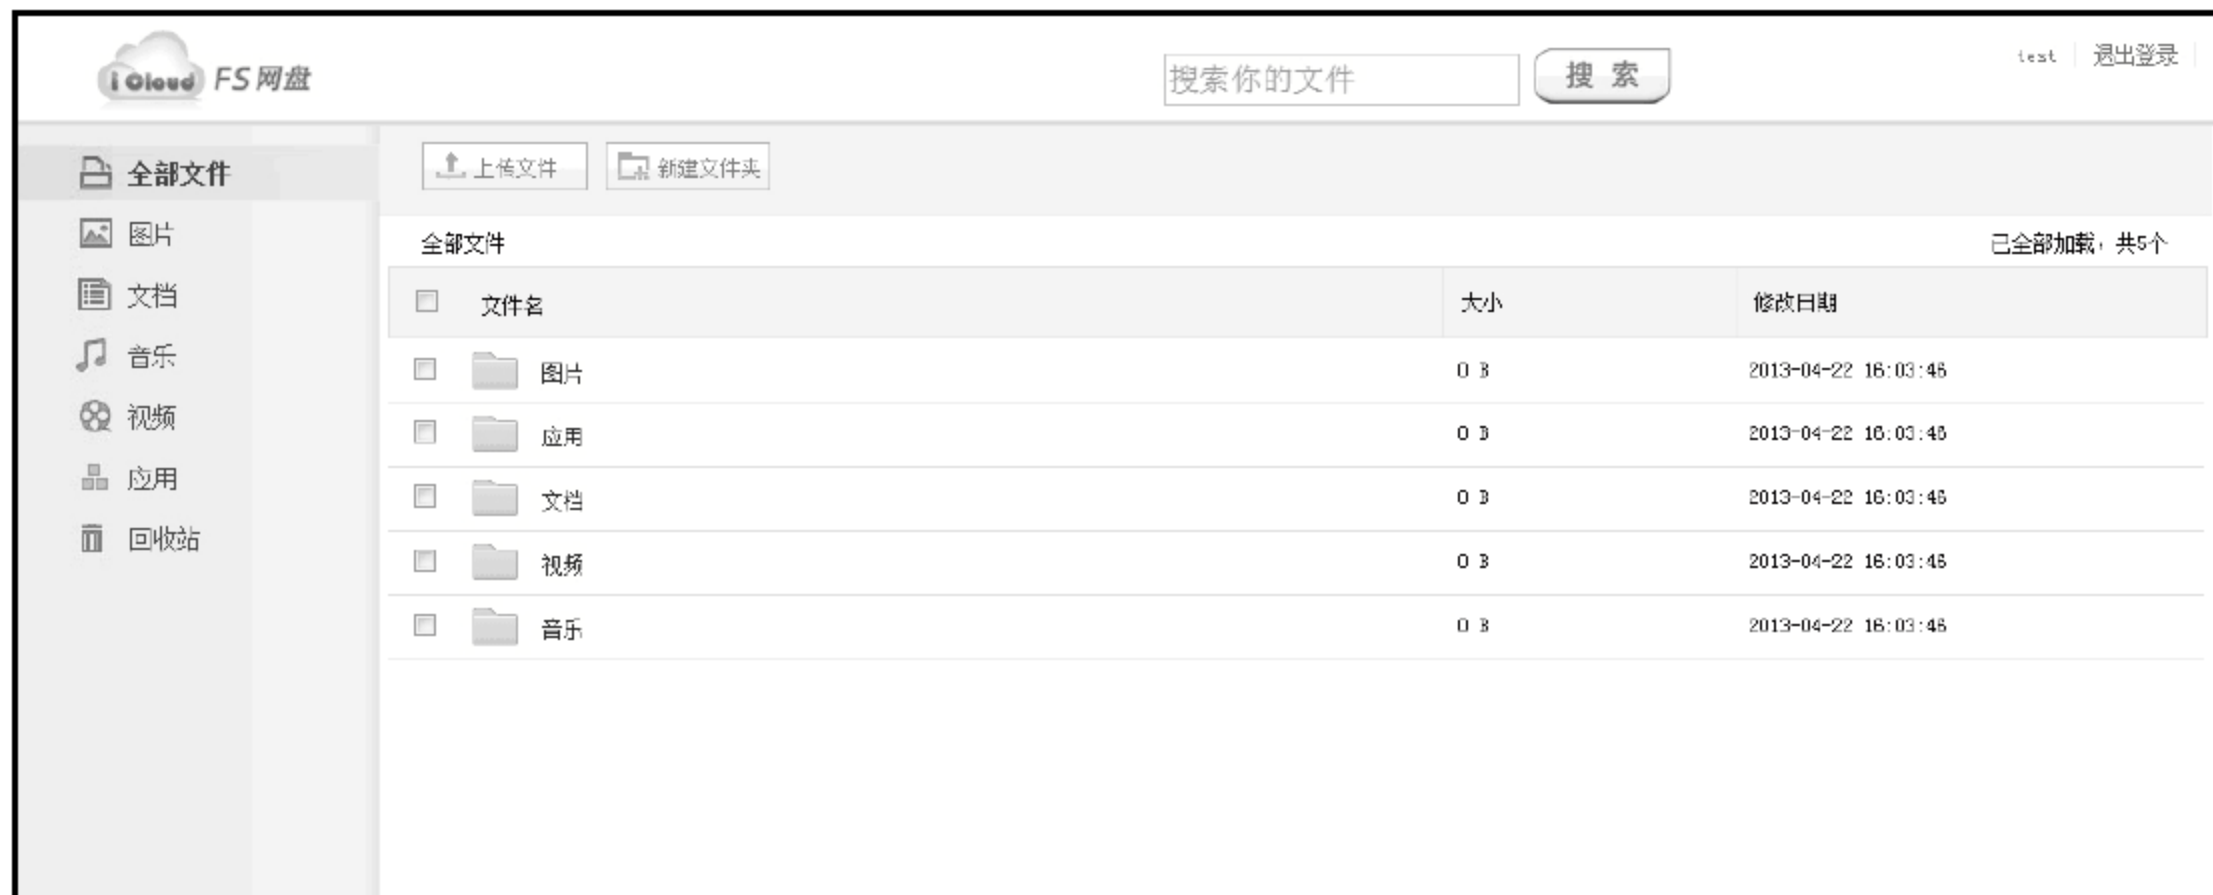 i Cloud FS网盘
搜索你的文件 搜 索
test 退出登录
全部文件
图片
文档
音乐
视频
应用
回收站
上传文件 新建文件夹
全部文件 已全部加载，共5个
文件名 大小 修改日期
图片 0 B 2013-04-22 16:03:46
应用 0 B 2013-04-22 16:03:46
文档 0 B 2013-04-22 16:03:46
视频 0 B 2013-04-22 16:03:46
音乐 0 B 2013-04-22 16:03:46